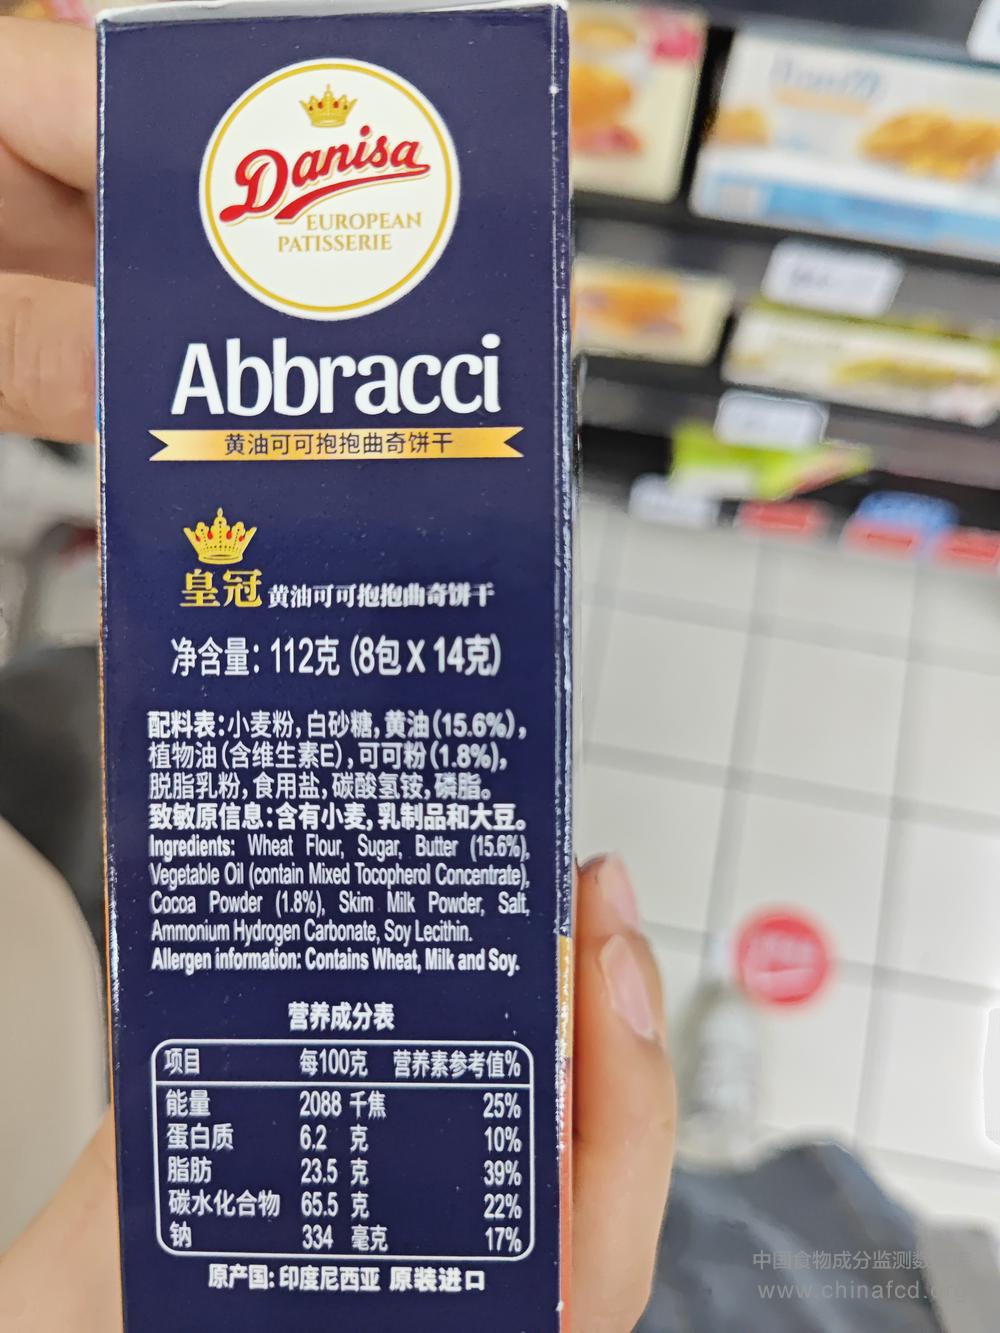 Danisa
EUROPEAN
PATISSERIE
Abbracci
黄油可可抱抱曲奇饼干
皇冠 黄油可可抱抱曲奇饼干
净含量：112克 (8包 X 14克)
配料表：小麦粉, 白砂糖, 黄油(15.6%),
植物油(含维生素E), 可可粉(1.8%),
脱脂乳粉, 食用盐, 碳酸氢铵, 磷脂。
致敏原信息：含有小麦, 乳制品和大豆。
Ingredients: Wheat Flour, Sugar, Butter (15.6%),
Vegetable Oil (contain Mixed Tocopherol Concentrate),
Cocoa Powder (1.8%), Skim Milk Powder, Salt,
Ammonium Hydrogen Carbonate, Soy Lecithin.
Allergen information: Contains Wheat, Milk and Soy.
营养成分表
项目 每100克 营养素参考值%
能量 2088 千焦 25%
蛋白质 6.2 克 10%
脂肪 23.5 克 39%
碳水化合物 65.5 克 22%
钠 334 毫克 17%
原产国：印度尼西亚 原装进口
中国食物成分监测数
www.chinafcd.org